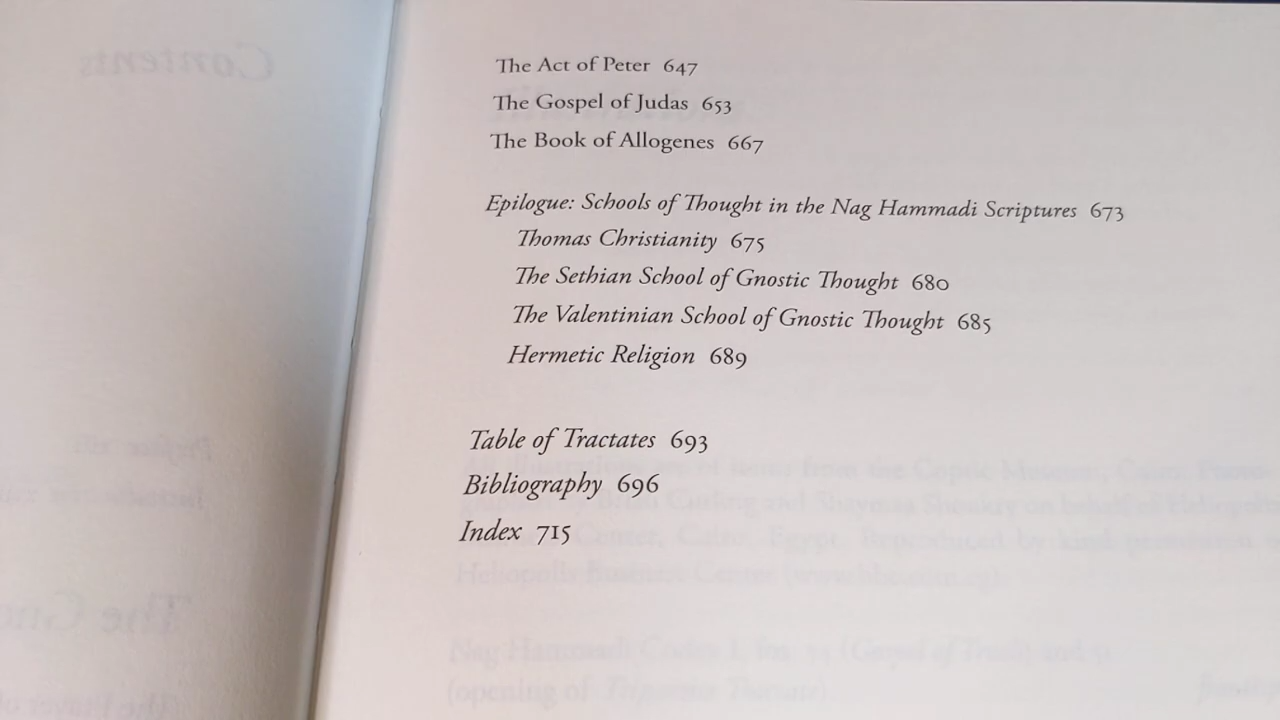 The Act of Peter 647
The Gospel of Judas 653
The Book of Allogenes 667
Epilogue: Schools of Thought in the Nag Hammadi Scriptures 673
Thomas Christianity 675
The Sethian School of Gnostic Thought 680
The Valentinian School of Gnostic Thought 685
Hermetic Religion 689
Table of Tractates 693
Bibliography 696
Index 715